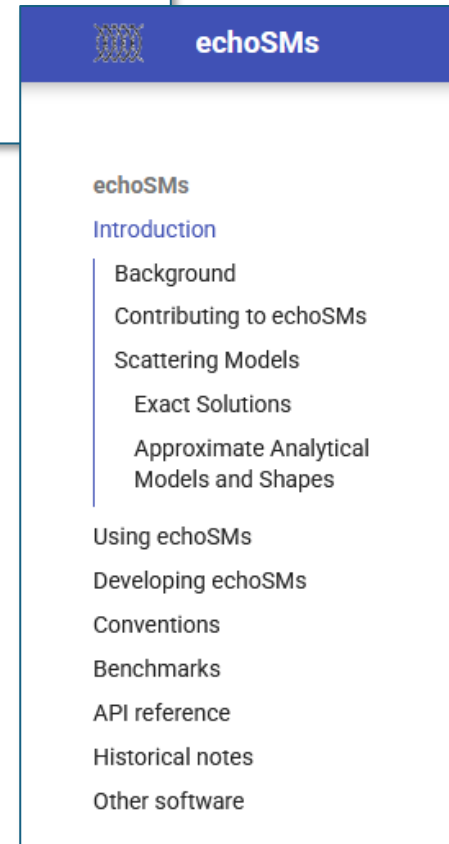 echoSMs
echoSMs
Introduction
Background
Contributing to echoSMs
Scattering Models
Exact Solutions
Approximate Analytical
Models and Shapes
Using echoSMs
Developing echoSMs
Conventions
Benchmarks
API reference
Historical notes
Other software